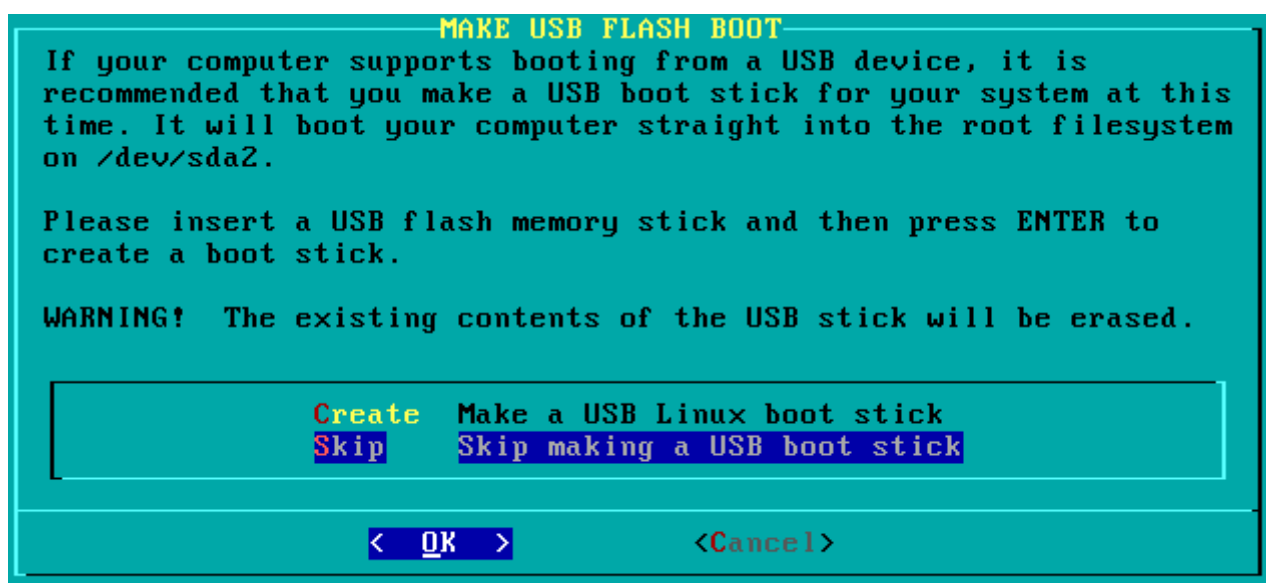 MAKE USB FLASH BOOT
If your computer supports booting from a USB device, it is
recommended that you make a USB boot stick for your system at this
time. It will boot your computer straight into the root filesystem
on /dev/sda2.
Please insert a USB flash memory stick and then press ENTER to
create a boot stick.
WARNING!  The existing contents of the USB stick will be erased.
Create  Make a USB Linux boot stick
Skip    Skip making a USB boot stick
<  OK  >          <Cancel>